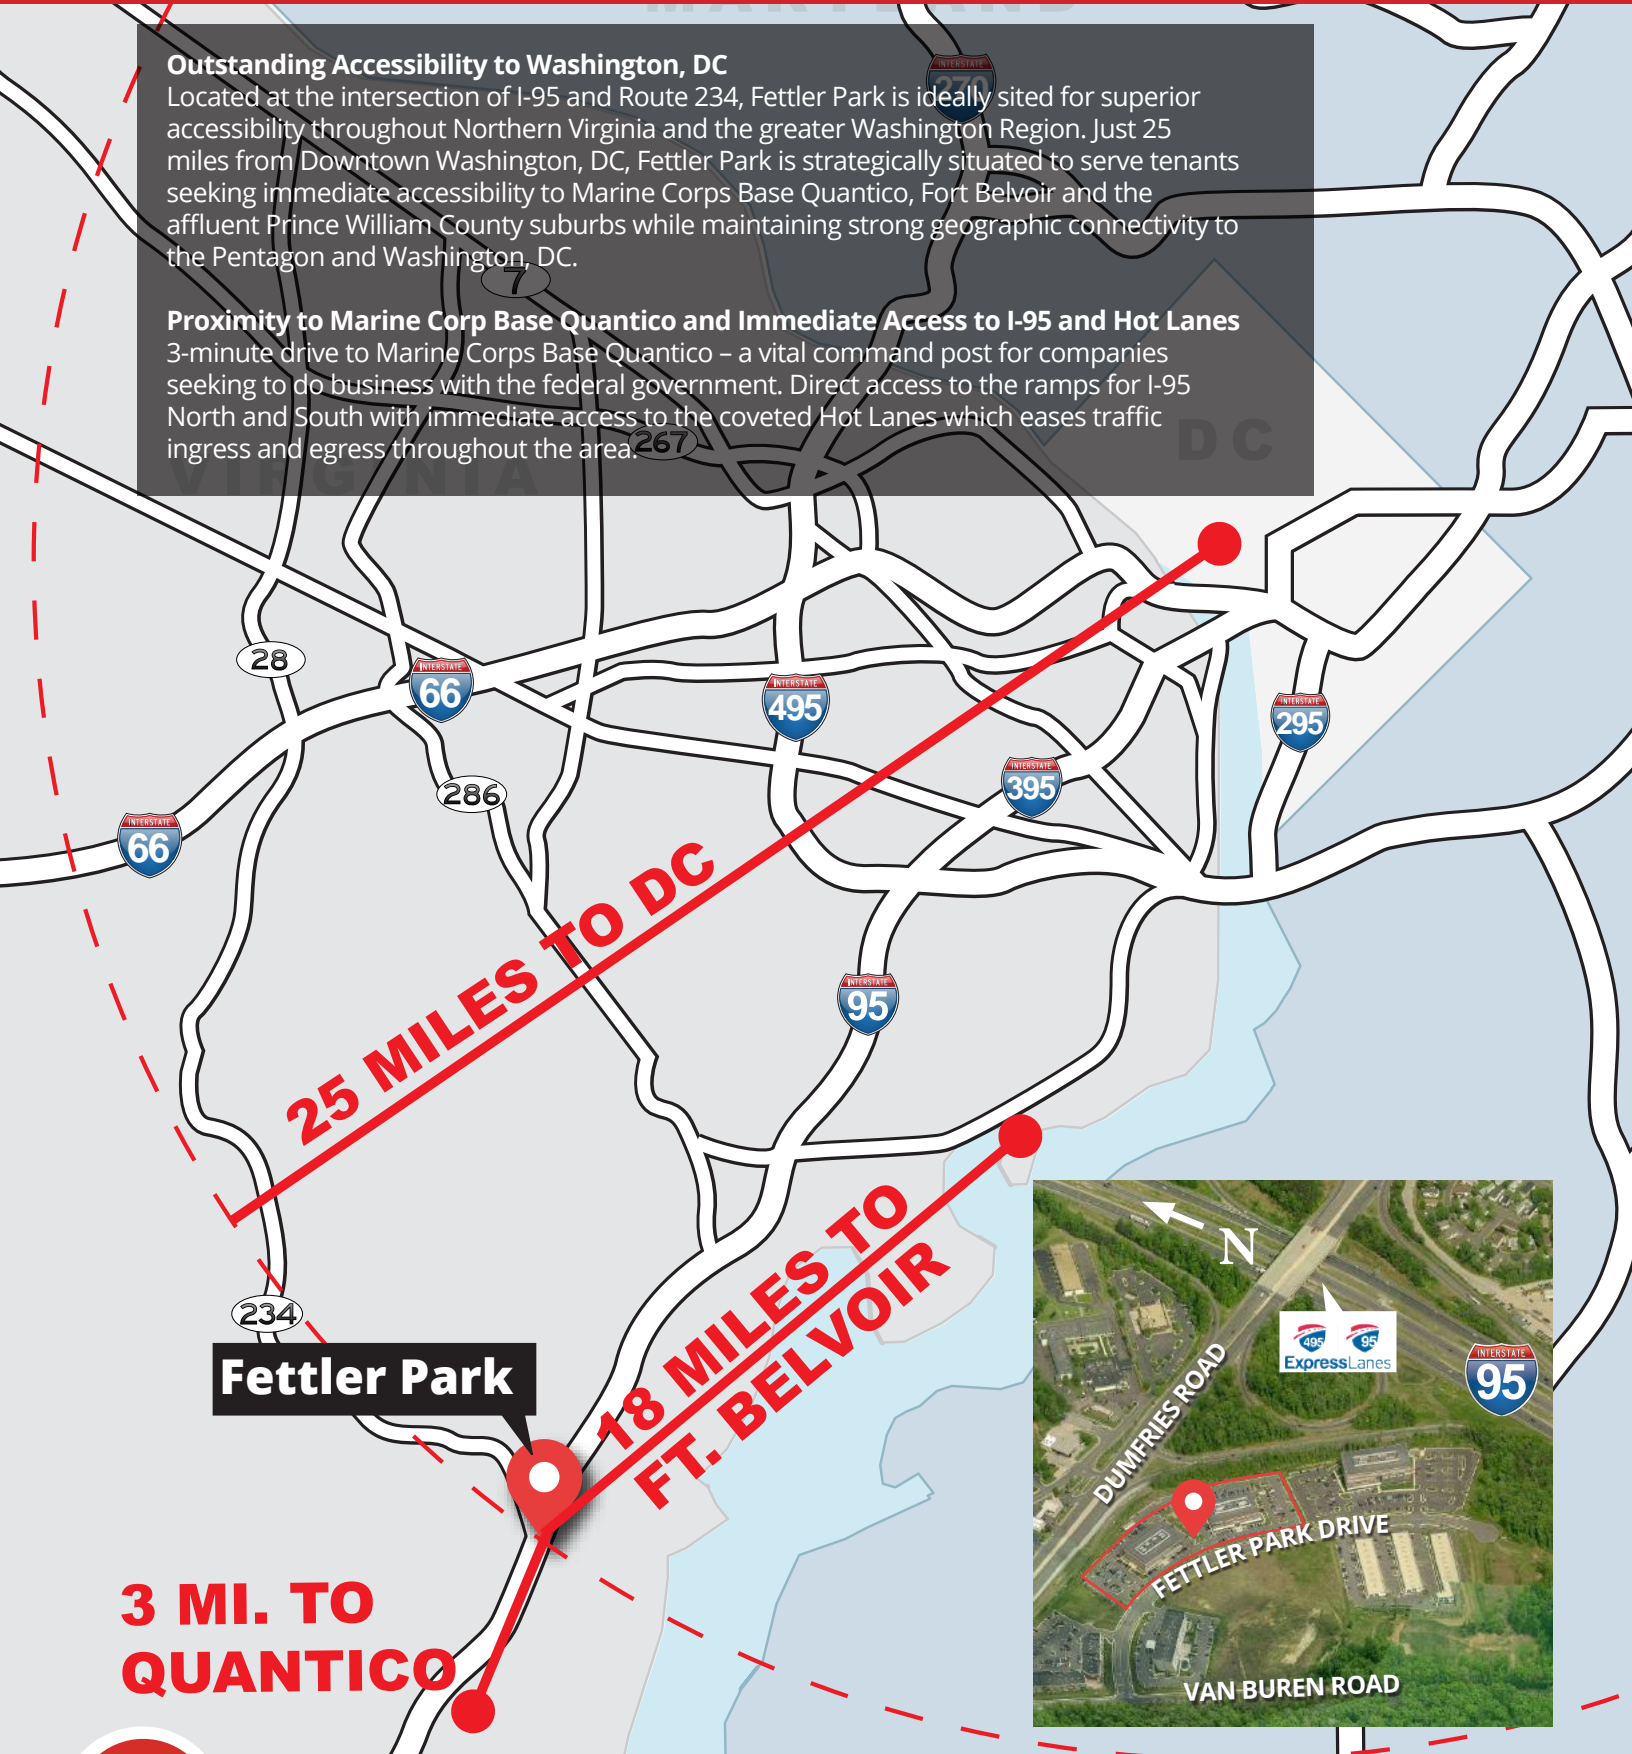 MARYLAND
Outstanding Accessibility to Washington, DC
Located at the intersection of I-95 and Route 234, Fettler Park is ideally sited for superior
accessibility throughout Northern Virginia and the greater Washington Region. Just 25
miles from Downtown Washington, DC, Fettler Park is strategically situated to serve tenants
seeking immediate accessibility to Marine Corps Base Quantico, Fort Belvoir and the
affluent Prince William County suburbs while maintaining strong geographic connectivity to
the Pentagon and Washington, DC.
Proximity to Marine Corp Base Quantico and Immediate Access to I-95 and Hot Lanes
3-minute drive to Marine Corps Base Quantico – a vital command post for companies
seeking to do business with the federal government. Direct access to the ramps for I-95
North and South with immediate access to the coveted Hot Lanes which eases traffic
ingress and egress throughout the area.
INTERSTATE
270
7
267
DC
VIRGINIA
28
INTERSTATE
66
INTERSTATE
495
INTERSTATE
295
INTERSTATE
395
286
INTERSTATE
66
25 MILES TO DC
INTERSTATE
95
18 MILES TO
FT. BELVOIR
234
Fettler Park
3 MI. TO
QUANTICO
N
495
95
ExpressLanes
INTERSTATE
95
DUMFRIES ROAD
FETTLER PARK DRIVE
VAN BUREN ROAD